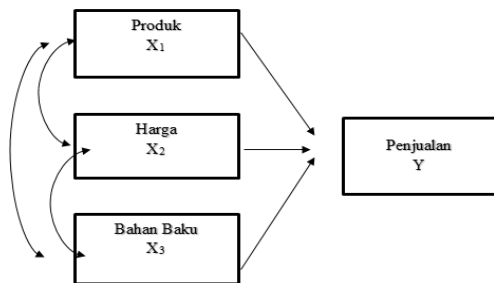 Produk
X₁
Harga
X₂
Penjualan
Y
Bahan Baku
X₃